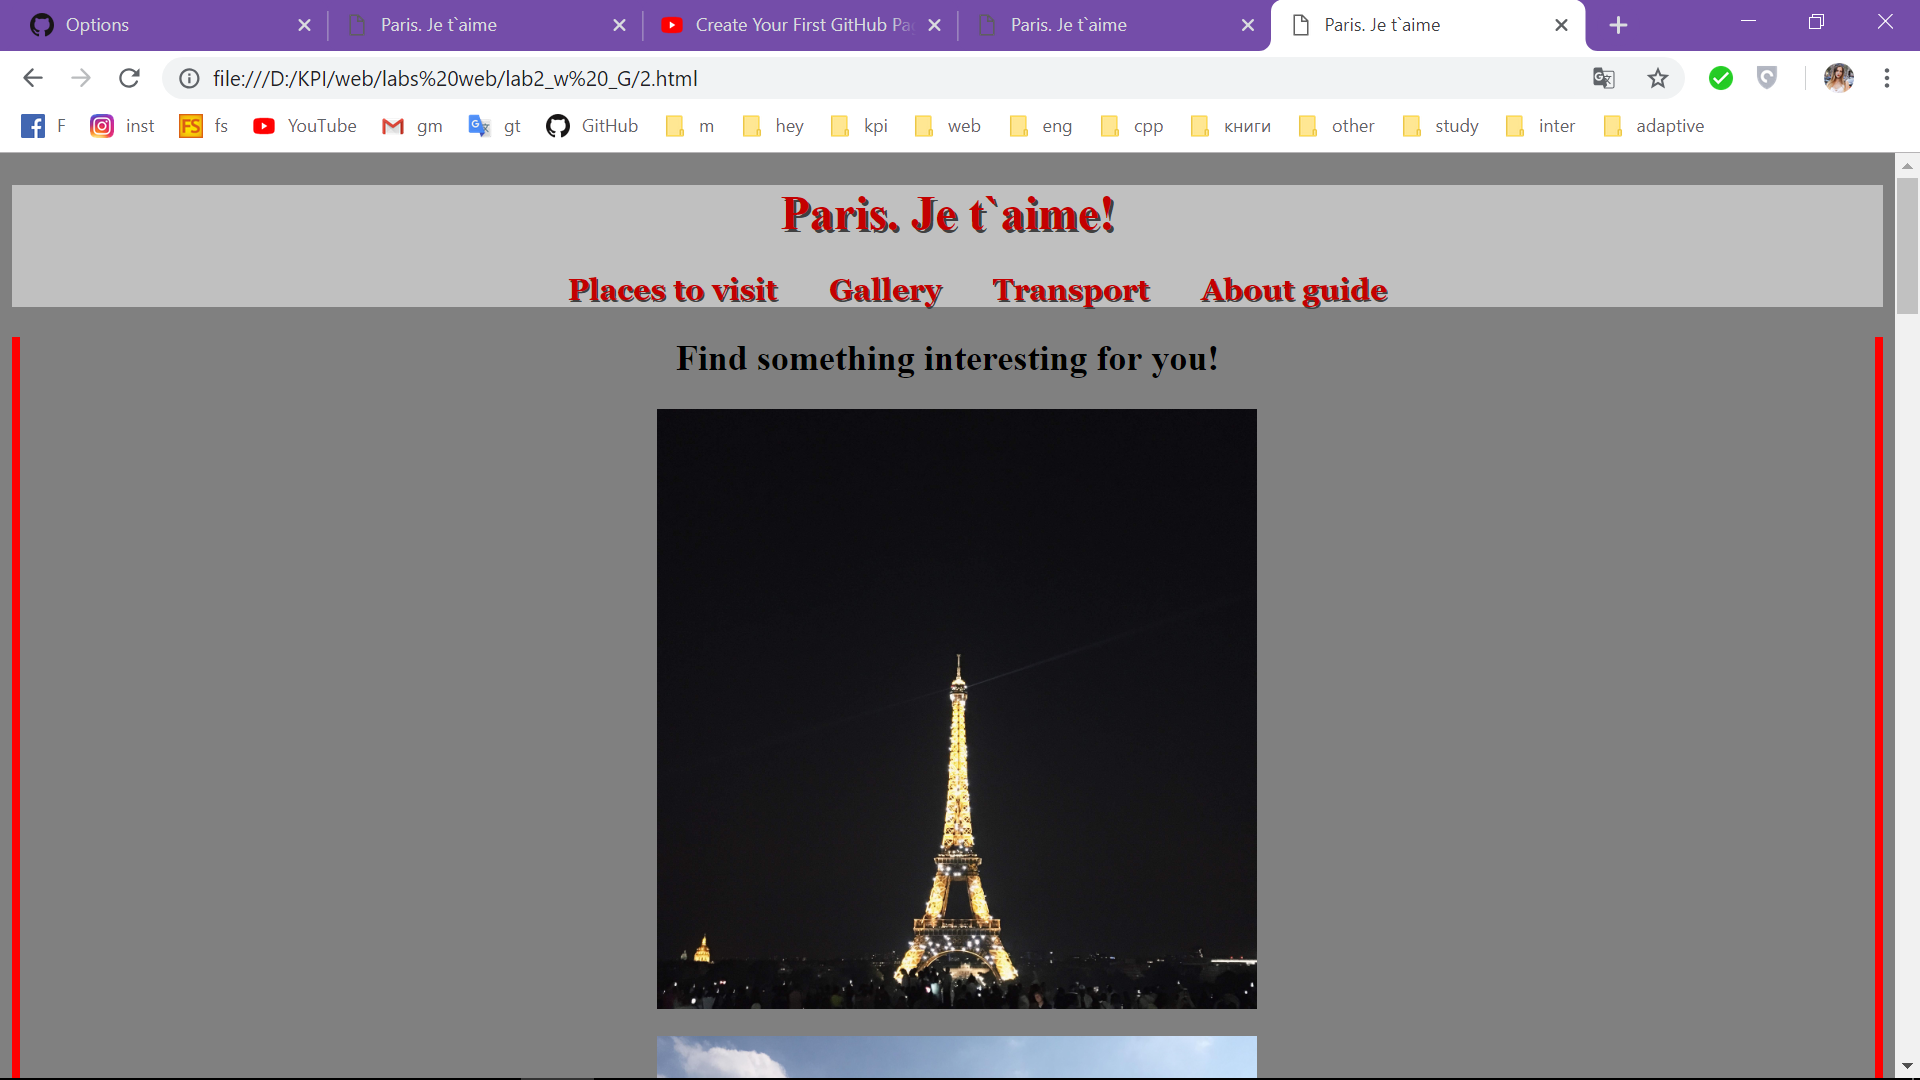 Options
Paris. Je t`aime
Create Your First GitHub Pa
Paris. Je t`aime
Paris. Je t`aime
file:///D:/KPI/web/labs%20web/lab2_w%20_G/2.html
F inst FS fs YouTube gm gt GitHub m hey kpi web eng cpp книги other study inter adaptive
Paris. Je t`aime!
Places to visit Gallery Transport About guide
Find something interesting for you!